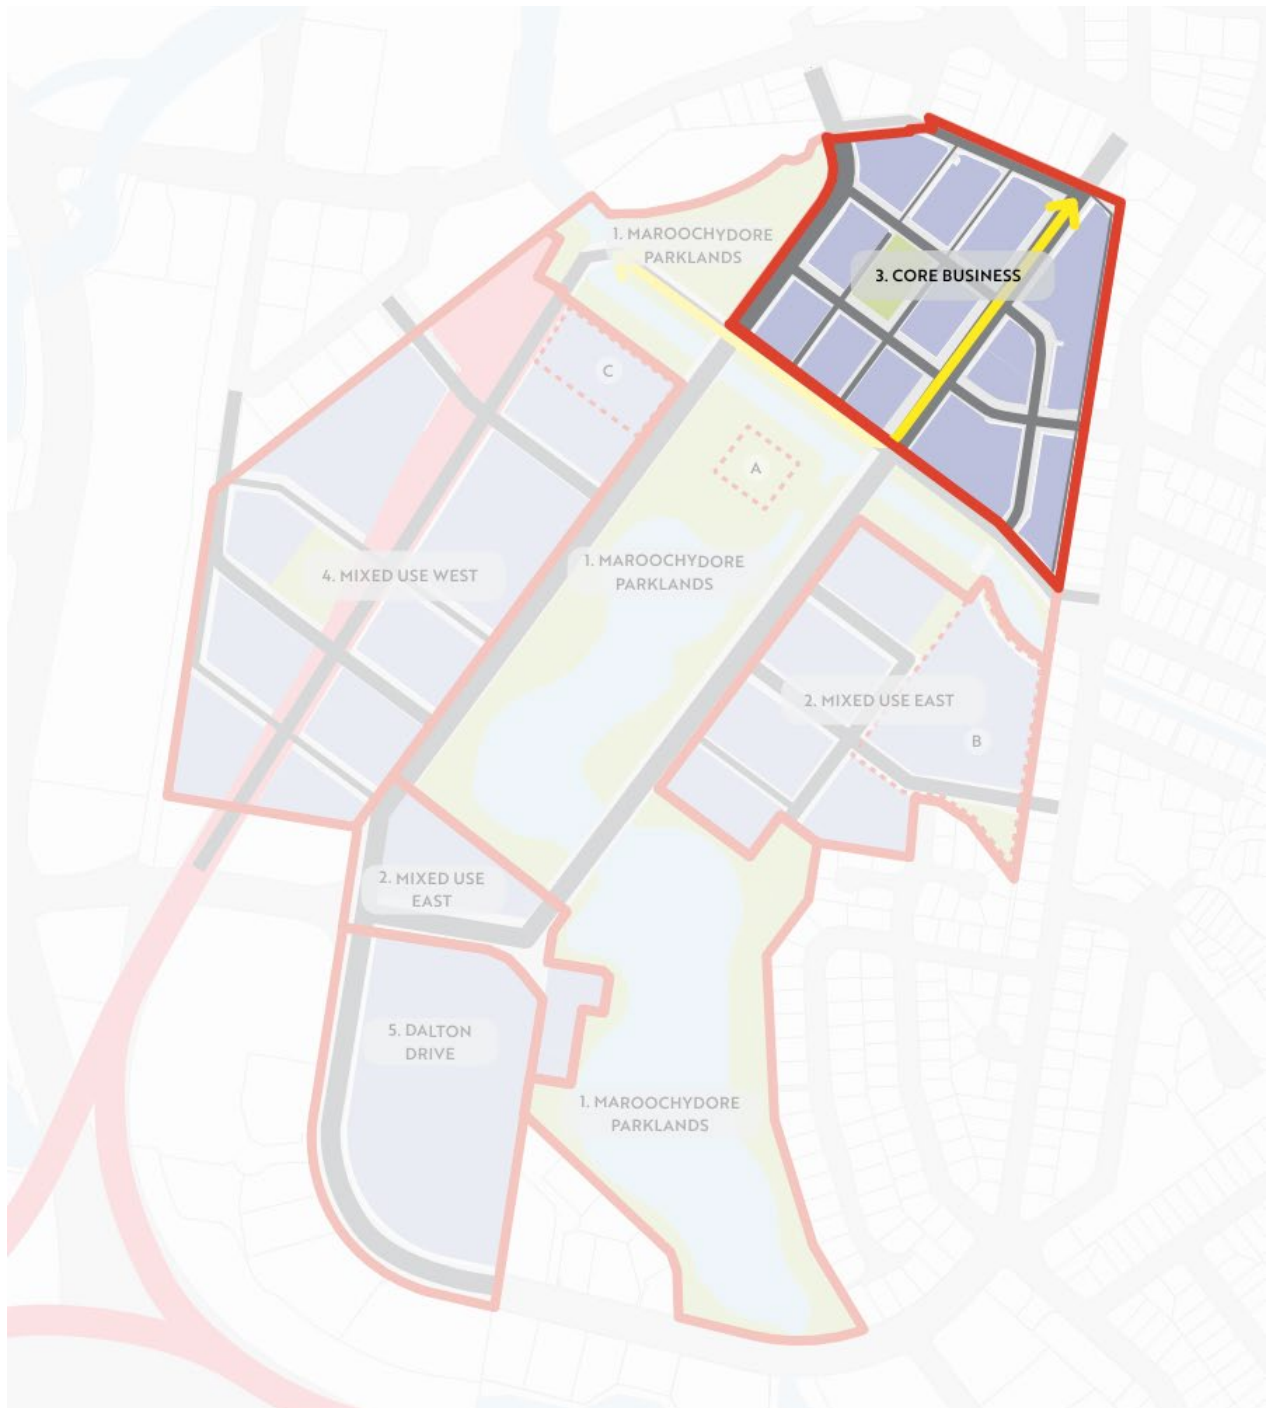 1. MAROOCHYDORE
PARKLANDS
3. CORE BUSINESS
C
A
1. MAROOCHYDORE
PARKLANDS
4. MIXED USE WEST
2. MIXED USE EAST
B
2. MIXED USE
EAST
5. DALTON
DRIVE
1. MAROOCHYDORE
PARKLANDS